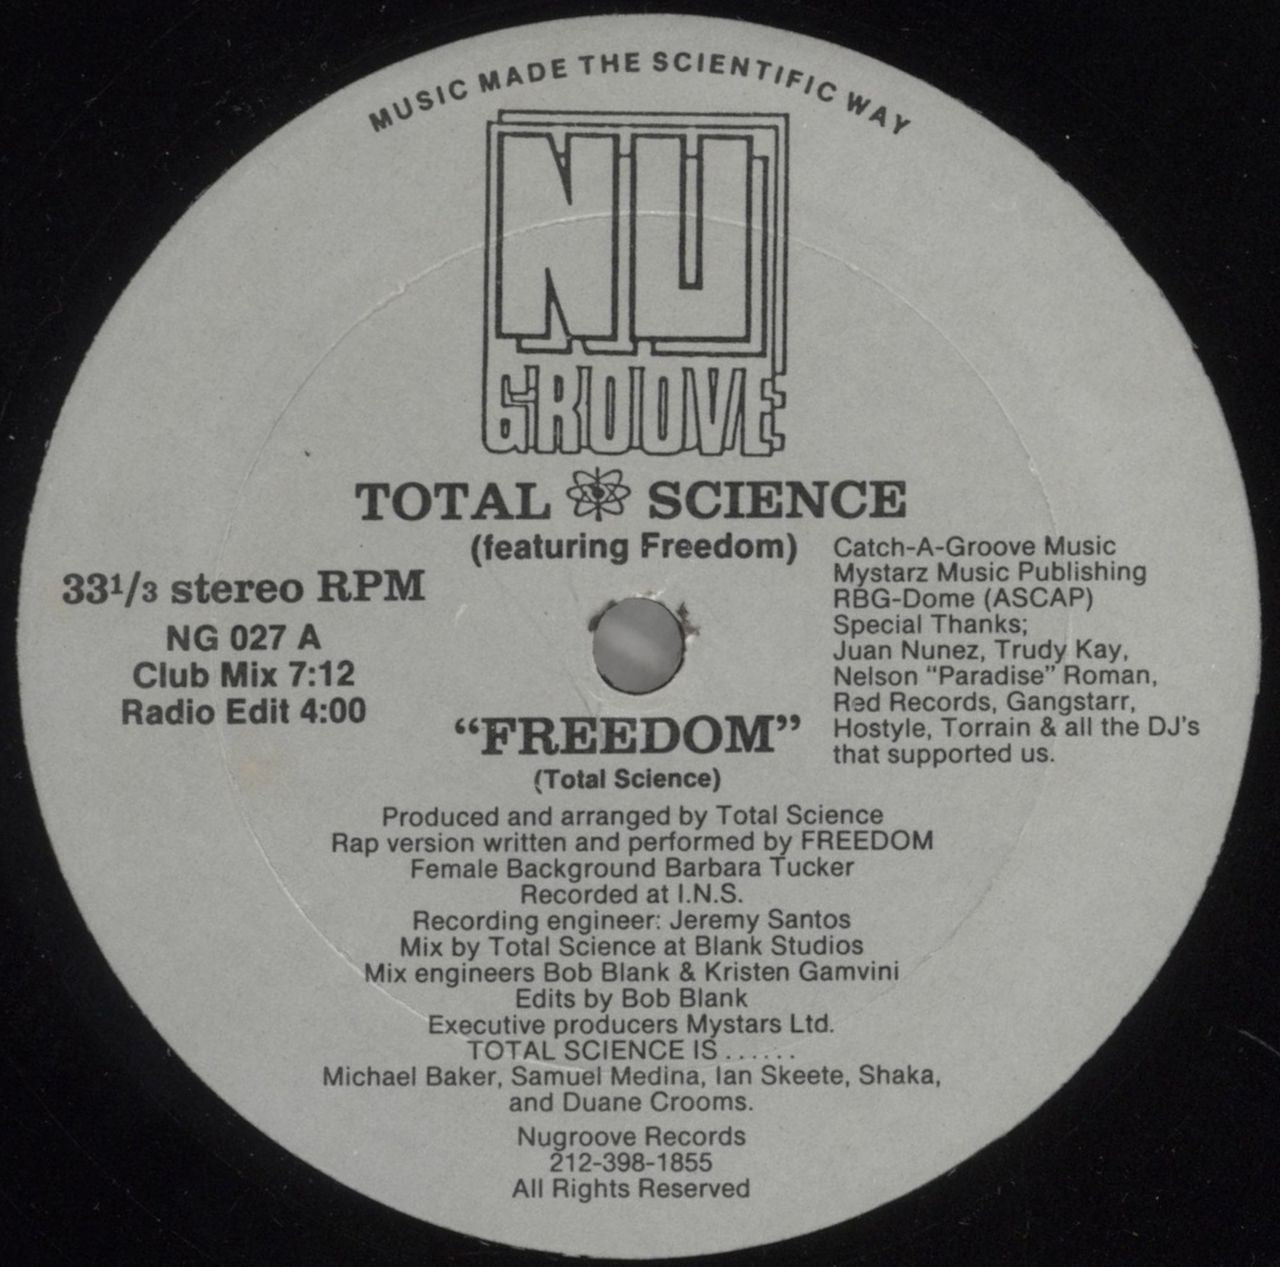 MUSIC MADE THE SCIENTIFIC WAY
NU
GROOVE
TOTAL SCIENCE
(featuring Freedom)
33 1/3 stereo RPM
NG 027 A
Club Mix 7:12
Radio Edit 4:00
Catch-A-Groove Music
Mystarz Music Publishing
RBG-Dome (ASCAP)
Special Thanks;
Juan Nunez, Trudy Kay,
Nelson “Paradise” Roman,
Red Records, Gangstarr,
Hostyle, Torrain & all the DJ's
that supported us.
“FREEDOM”
(Total Science)
Produced and arranged by Total Science
Rap version written and performed by FREEDOM
Female Background Barbara Tucker
Recorded at I.N.S.
Recording engineer: Jeremy Santos
Mix by Total Science at Blank Studios
Mix engineers Bob Blank & Kristen Gamvini
Edits by Bob Blank
Executive producers Mystars Ltd.
TOTAL SCIENCE IS ......
Michael Baker, Samuel Medina, Ian Skeete, Shaka,
and Duane Crooms.
Nugroove Records
212-398-1855
All Rights Reserved